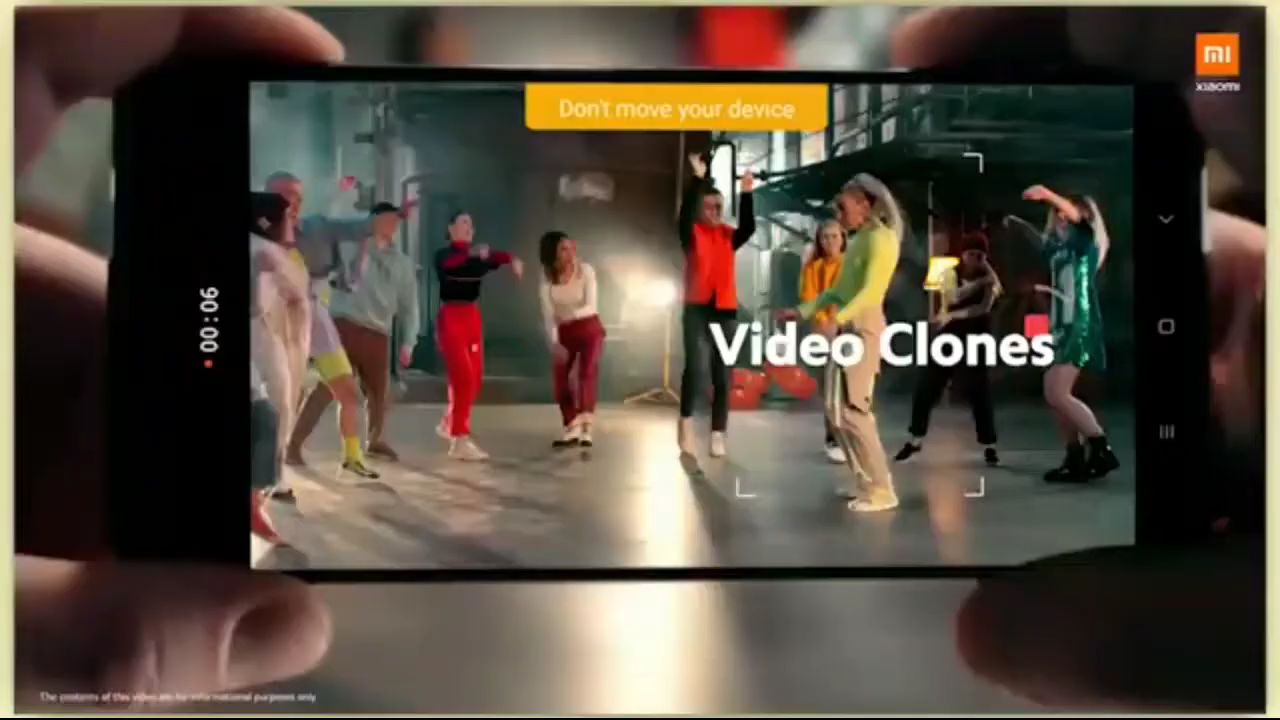 Don't move your device
mi
xiaomi
00:06
Video Clones
The contents of this video are for informational purposes only